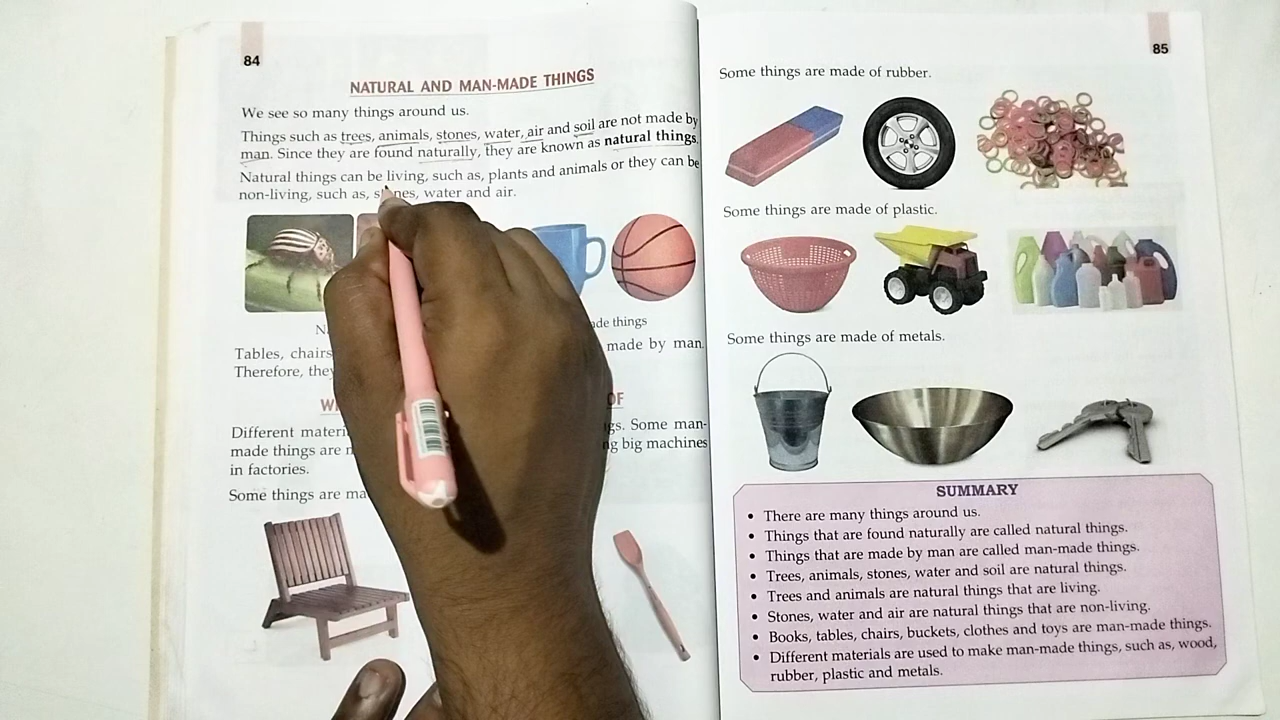 84
NATURAL AND MAN-MADE THINGS
We see so many things around us.
Things such as trees, animals, stones, water, air and soil are not made by
man. Since they are found naturally, they are known as natural things.
Natural things can be living, such as, plants and animals or they can be
non-living, such as, stones, water and air.
things
Tables, chairs made by man.
Therefore, they
OF
Different Some man-
made things are big machines
in factories.
Some things are
85
Some things are made of rubber.
Some things are made of plastic.
Some things are made of metals.
SUMMARY
• There are many things around us.
• Things that are found naturally are called natural things.
• Things that are made by man are called man-made things.
• Trees, animals, stones, water and soil are natural things.
• Trees and animals are natural things that are living.
• Stones, water and air are natural things that are non-living.
• Books, tables, chairs, buckets, clothes and toys are man-made things.
• Different materials are used to make man-made things, such as, wood,
rubber, plastic and metals.